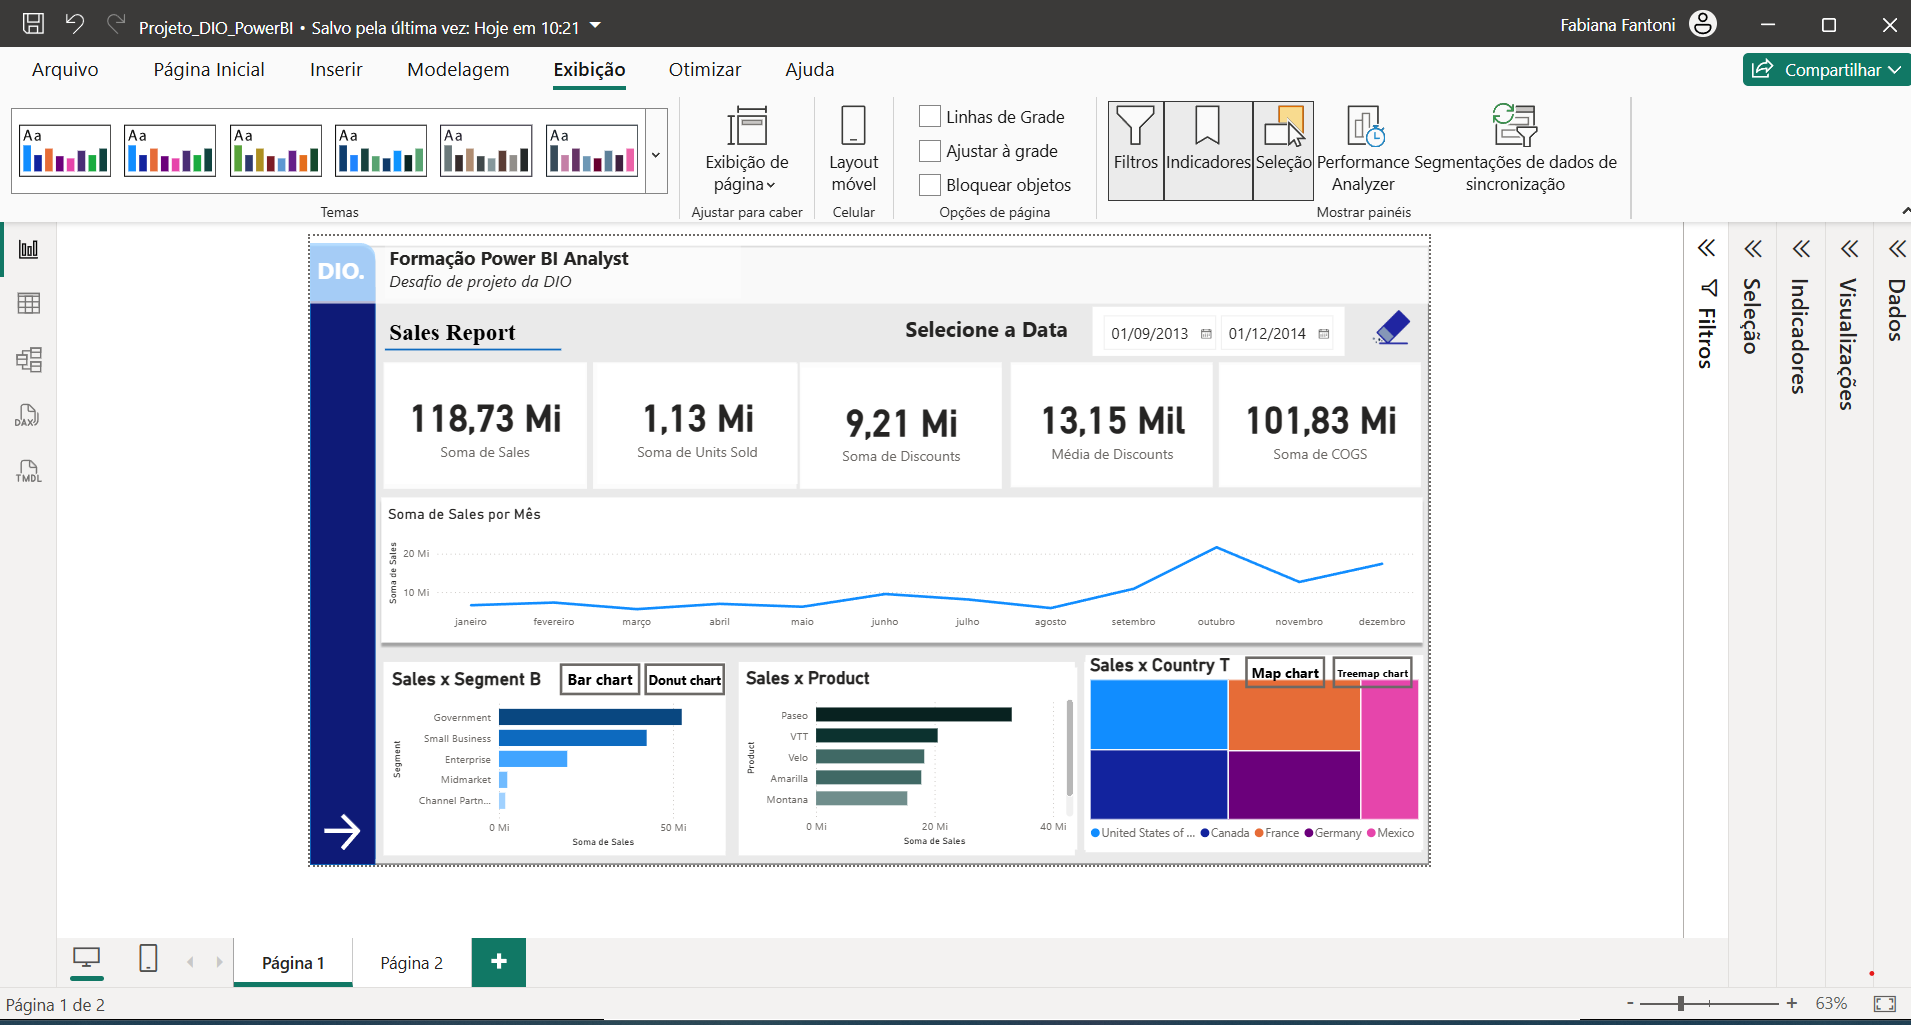 Projeto_DIO_PowerBI • Salvo pela última vez: Hoje em 10:21
Fabiana Fantoni
Arquivo Página Inicial Inserir Modelagem Exibição Otimizar Ajuda
Compartilhar
Aa Aa Aa Aa Aa Aa
Exibição de página
Layout móvel
Linhas de Grade
Ajustar à grade
Bloquear objetos
Filtros
Indicadores
Seleção
Performance Analyzer
Segmentações de dados de sincronização
Temas
Ajustar para caber
Celular
Opções de página
Mostrar painéis
DAX
TMDL
DIO.
Formação Power BI Analyst
Desafio de projeto da DIO
Sales Report
Selecione a Data
01/09/2013
01/12/2014
118,73 Mi
Soma de Sales
1,13 Mi
Soma de Units Sold
9,21 Mi
Soma de Discounts
13,15 Mil
Média de Discounts
101,83 Mi
Soma de COGS
Soma de Sales por Mês
Soma de Sales
20 Mi
10 Mi
janeiro fevereiro março abril maio junho julho agosto setembro outubro novembro dezembro
Sales x Segment B
Bar chart
Donut chart
Segment
Government
Small Business
Enterprise
Midmarket
Channel Partn...
0 Mi 50 Mi
Soma de Sales
Sales x Product
Product
Paseo
VTT
Velo
Amarilla
Montana
0 Mi 20 Mi 40 Mi
Soma de Sales
Sales x Country T
Map chart
Treemap chart
United States of ... Canada France Germany Mexico
Filtros
Seleção
Indicadores
Visualizações
Dados
Página 1
Página 2
+
Página 1 de 2
- + 63%